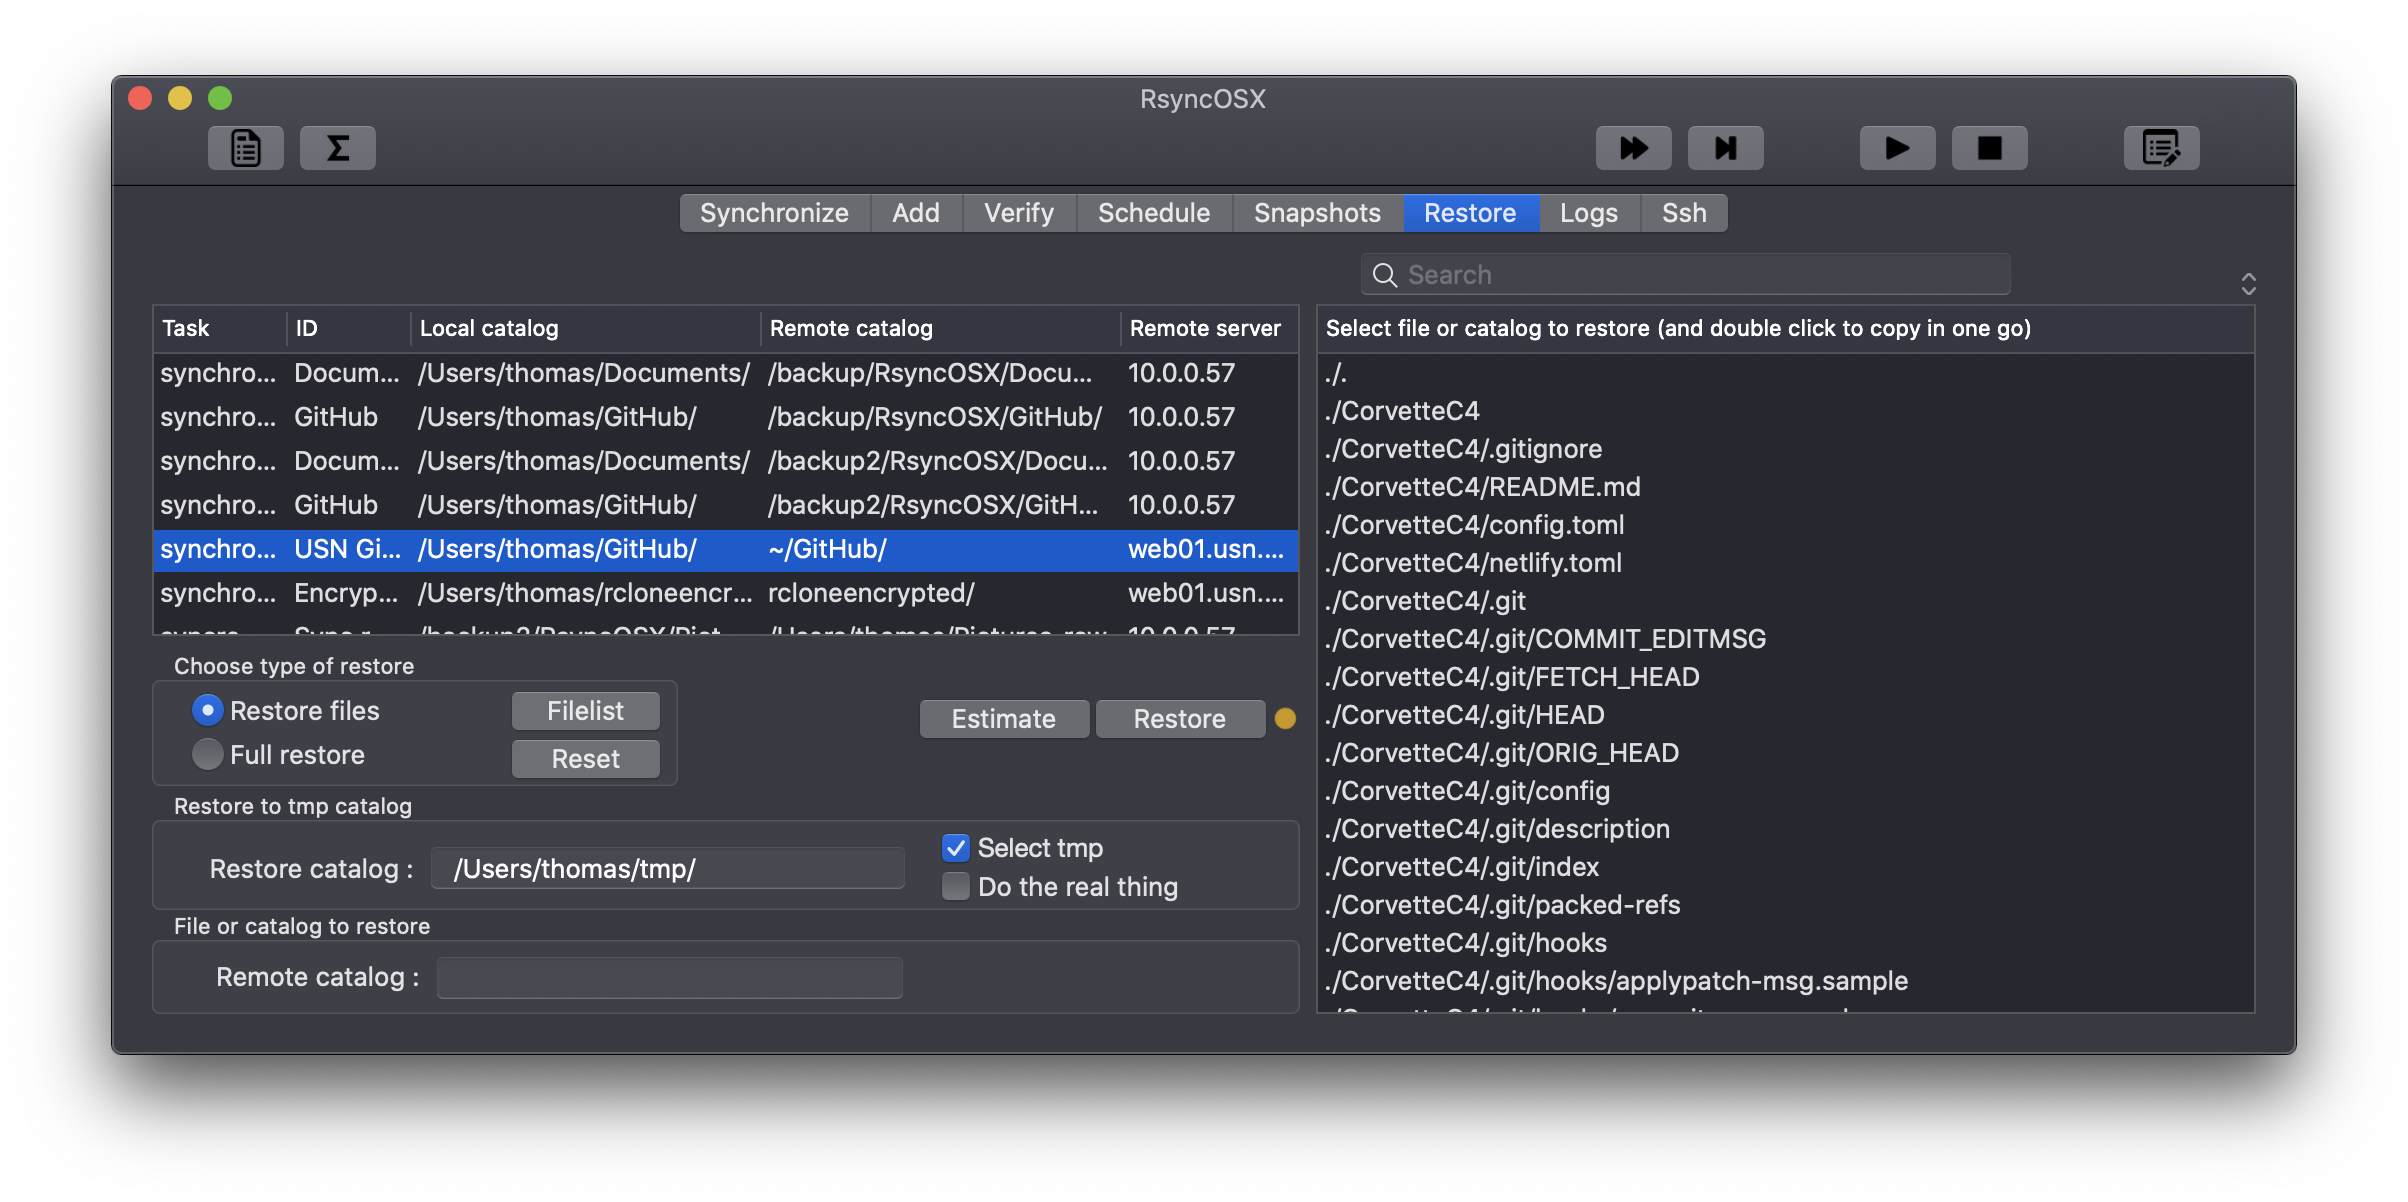 RsyncOSX
Σ
Synchronize Add Verify Schedule Snapshots Restore Logs Ssh
Search
Task ID Local catalog Remote catalog Remote server
synchro... Docum... /Users/thomas/Documents/ /backup/RsyncOSX/Docu... 10.0.0.57
synchro... GitHub /Users/thomas/GitHub/ /backup/RsyncOSX/GitHub/ 10.0.0.57
synchro... Docum... /Users/thomas/Documents/ /backup2/RsyncOSX/Docu... 10.0.0.57
synchro... GitHub /Users/thomas/GitHub/ /backup2/RsyncOSX/GitH... 10.0.0.57
synchro... USN Gi... /Users/thomas/GitHub/ ~/GitHub/ web01.usn....
synchro... Encryp... /Users/thomas/rcloneencr... rcloneencrypted/ web01.usn....
Choose type of restore
Restore files Filelist
Full restore Reset
Estimate Restore
Restore to tmp catalog
Restore catalog : /Users/thomas/tmp/
Select tmp
Do the real thing
File or catalog to restore
Remote catalog :
Select file or catalog to restore (and double click to copy in one go)
./.
./CorvetteC4
./CorvetteC4/.gitignore
./CorvetteC4/README.md
./CorvetteC4/config.toml
./CorvetteC4/netlify.toml
./CorvetteC4/.git
./CorvetteC4/.git/COMMIT_EDITMSG
./CorvetteC4/.git/FETCH_HEAD
./CorvetteC4/.git/HEAD
./CorvetteC4/.git/ORIG_HEAD
./CorvetteC4/.git/config
./CorvetteC4/.git/description
./CorvetteC4/.git/index
./CorvetteC4/.git/packed-refs
./CorvetteC4/.git/hooks
./CorvetteC4/.git/hooks/applypatch-msg.sample